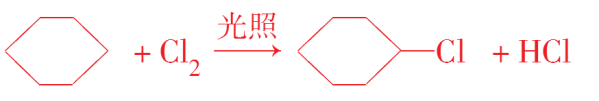 + Cl₂ 光照 → —Cl + HCl